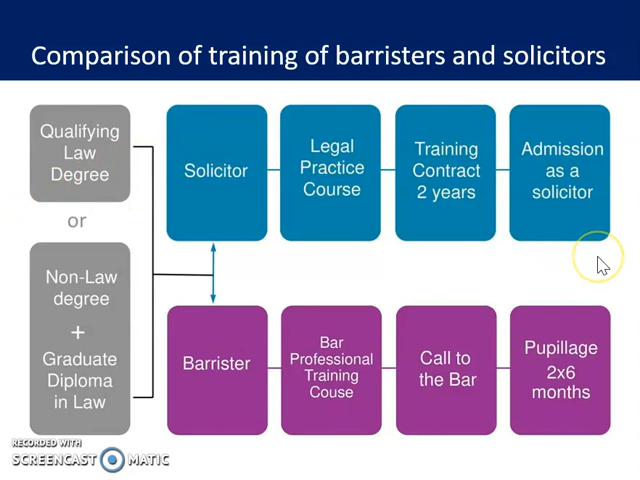 Comparison of training of barristers and solicitors
Qualifying
Law
Degree
or
Non-Law
degree
+
Graduate
Diploma
in Law
Solicitor
Legal
Practice
Course
Training
Contract
2 years
Admission
as a
solicitor
Barrister
Bar
Professional
Training
Couse
Call to
the Bar
Pupillage
2x6
months
RECORDED WITH
SCREENCAST MATIC